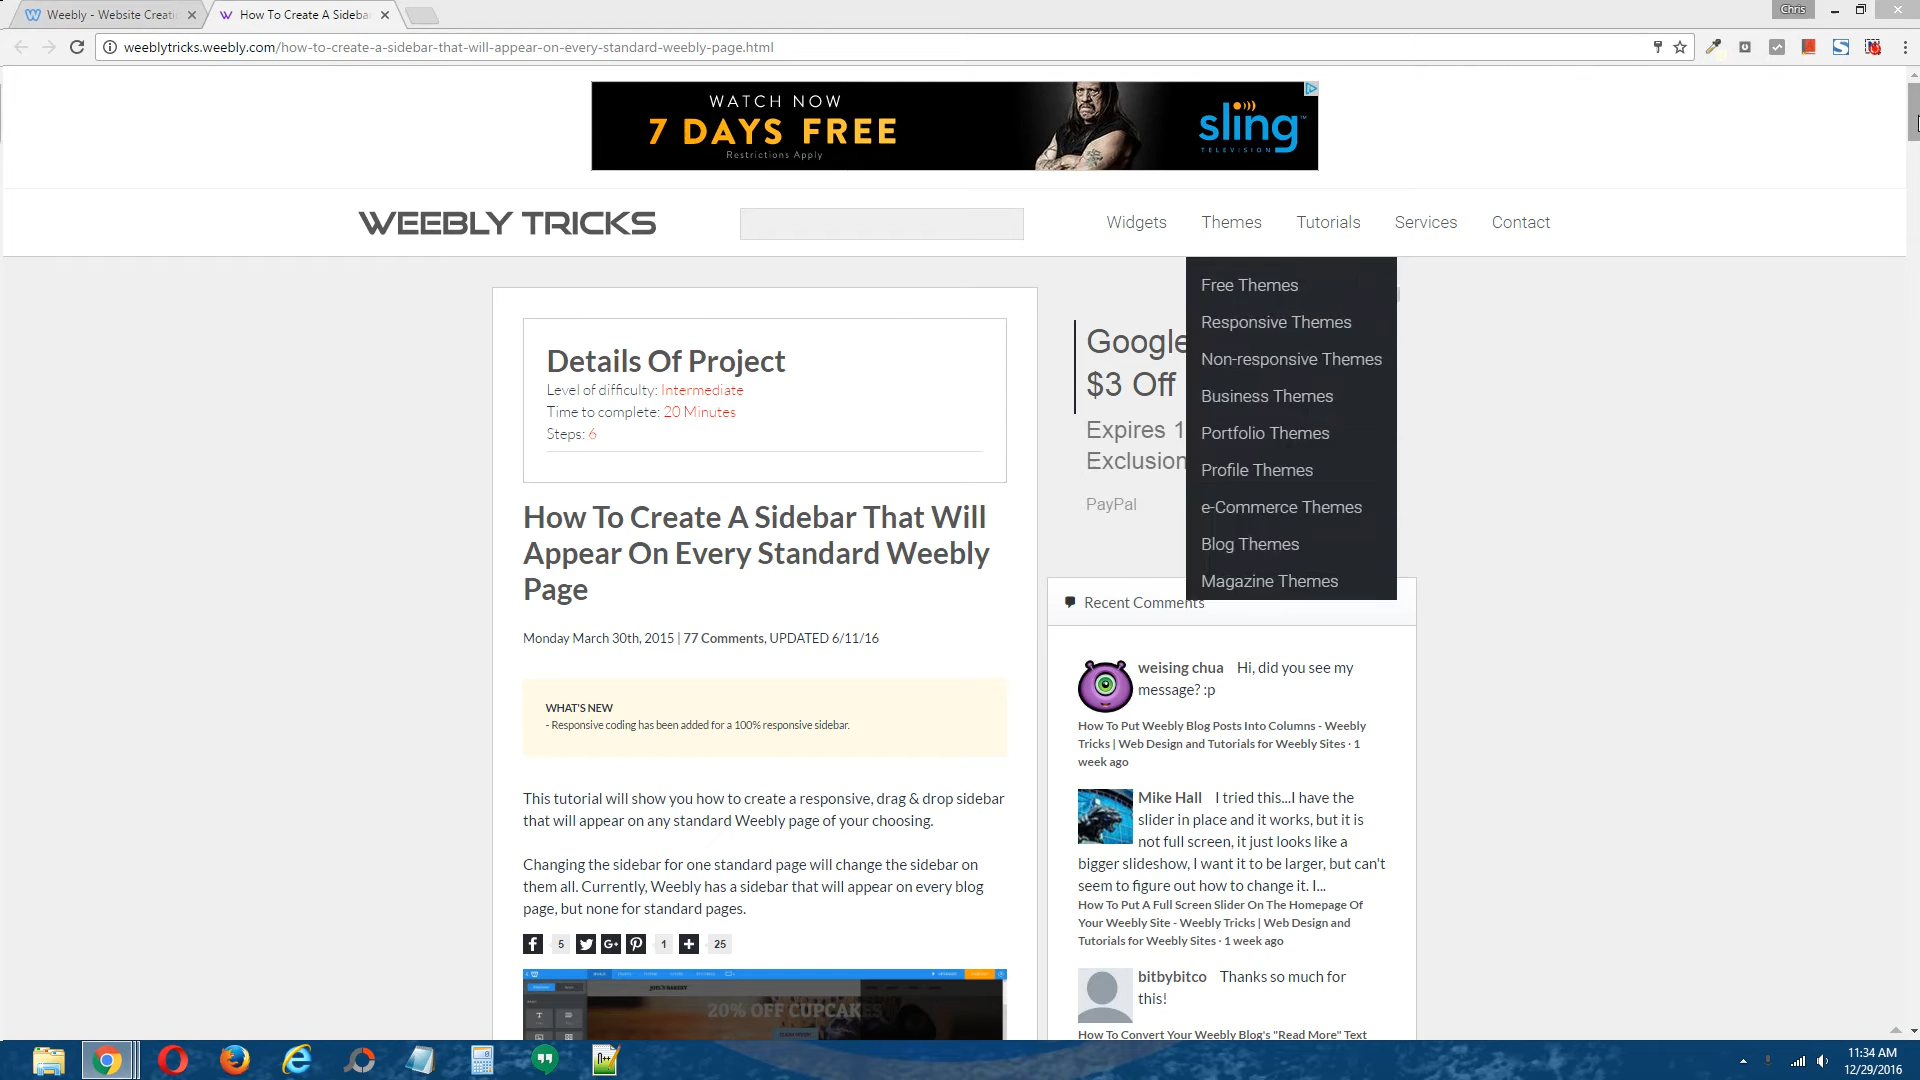 Weebly - Website Creati
How To Create A Sideba
Chris
weeblytricks.weebly.com/how-to-create-a-sidebar-that-will-appear-on-every-standard-weebly-page.html
WATCH NOW
7 DAYS FREE
Restrictions Apply
sling
TELEVISION
WEEBLY TRICKS
Widgets
Themes
Tutorials
Services
Contact
Free Themes
Responsive Themes
Non-responsive Themes
Business Themes
Portfolio Themes
Profile Themes
e-Commerce Themes
Blog Themes
Magazine Themes
Details Of Project
Level of difficulty: Intermediate
Time to complete: 20 Minutes
Steps: 6
How To Create A Sidebar That Will
Appear On Every Standard Weebly
Page
Monday March 30th, 2015 | 77 Comments, UPDATED 6/11/16
WHAT'S NEW
- Responsive coding has been added for a 100% responsive sidebar.
This tutorial will show you how to create a responsive, drag & drop sidebar
that will appear on any standard Weebly page of your choosing.
Changing the sidebar for one standard page will change the sidebar on
them all. Currently, Weebly has a sidebar that will appear on every blog
page, but none for standard pages.
5
1
25
JOEL'S BAKERY
20% OFF CUPCAKES
Google
$3 Off
Expires 1
Exclusion
PayPal
Recent Comments
weising chua Hi, did you see my
message? :p
How To Put Weebly Blog Posts Into Columns - Weebly
Tricks | Web Design and Tutorials for Weebly Sites · 1
week ago
Mike Hall I tried this...I have the
slider in place and it works, but it is
not full screen, it just looks like a
bigger slideshow, I want it to be larger, but can't
seem to figure out how to change it. I...
How To Put A Full Screen Slider On The Homepage Of
Your Weebly Site - Weebly Tricks | Web Design and
Tutorials for Weebly Sites · 1 week ago
bitbybitco Thanks so much for
this!
How To Convert Your Weebly Blog's "Read More" Text
11:34 AM
12/29/2016